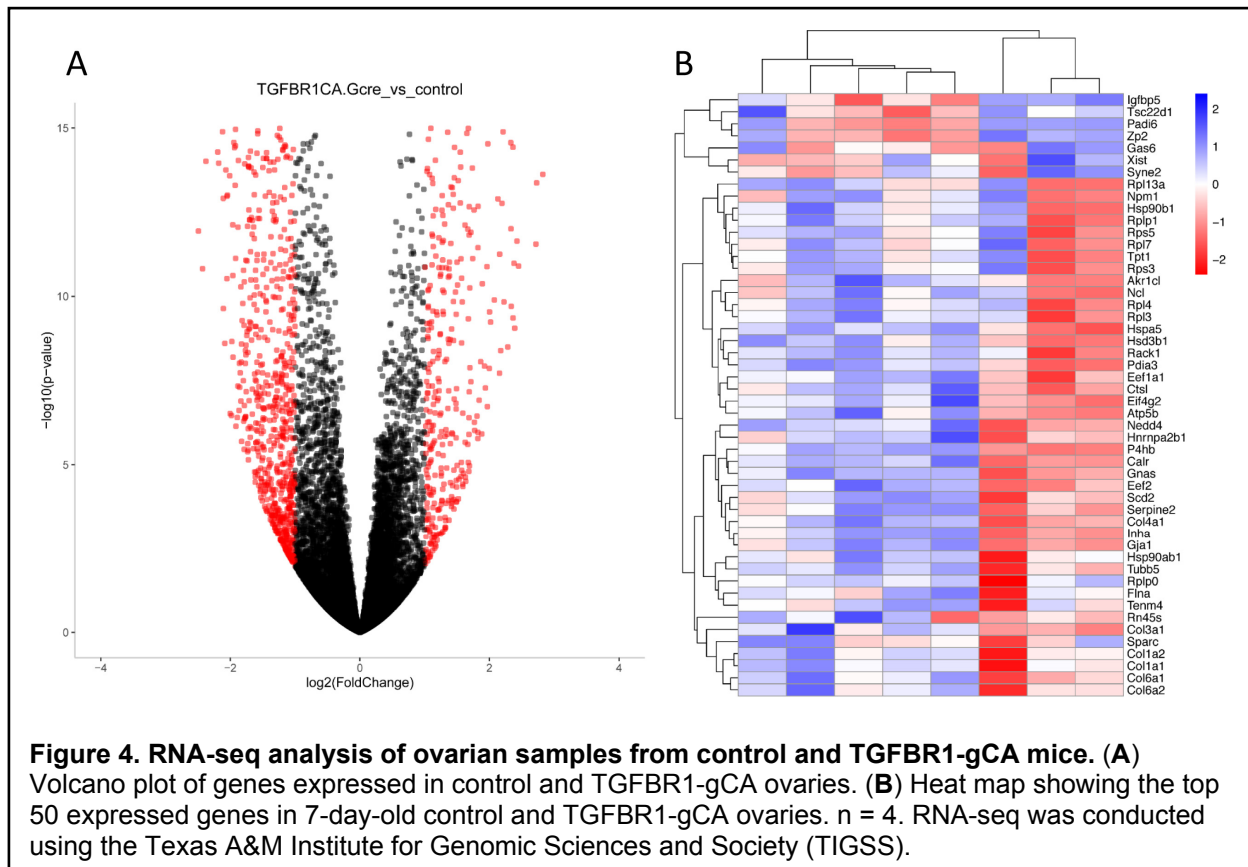 A
TGFBR1CA.Gcre_vs_control
15
10
5
0
−log10(p-value)
−4
−2
0
2
4
log2(FoldChange)
B
Igfbp5
Tsc22d1
Padi6
Zp2
Gas6
Xist
Syne2
Rpl13a
Npm1
Hsp90b1
Rplp1
Rps5
Rpl7
Tpt1
Rps3
Akr1cl
Ncl
Rpl4
Rpl3
Hspa5
Hsd3b1
Rack1
Pdia3
Eef1a1
Ctsl
Eif4g2
Atp5b
Nedd4
Hnrnpa2b1
P4hb
Calr
Gnas
Eef2
Scd2
Serpine2
Col4a1
Inha
Gja1
Hsp90ab1
Tubb5
Rplp0
Flna
Tenm4
Rn45s
Col3a1
Sparc
Col1a2
Col1a1
Col6a1
Col6a2
2
1
0
−1
−2
Figure 4. RNA-seq analysis of ovarian samples from control and TGFBR1-gCA mice. (A)
Volcano plot of genes expressed in control and TGFBR1-gCA ovaries. (B) Heat map showing the top
50 expressed genes in 7-day-old control and TGFBR1-gCA ovaries. n = 4. RNA-seq was conducted
using the Texas A&M Institute for Genomic Sciences and Society (TIGSS).